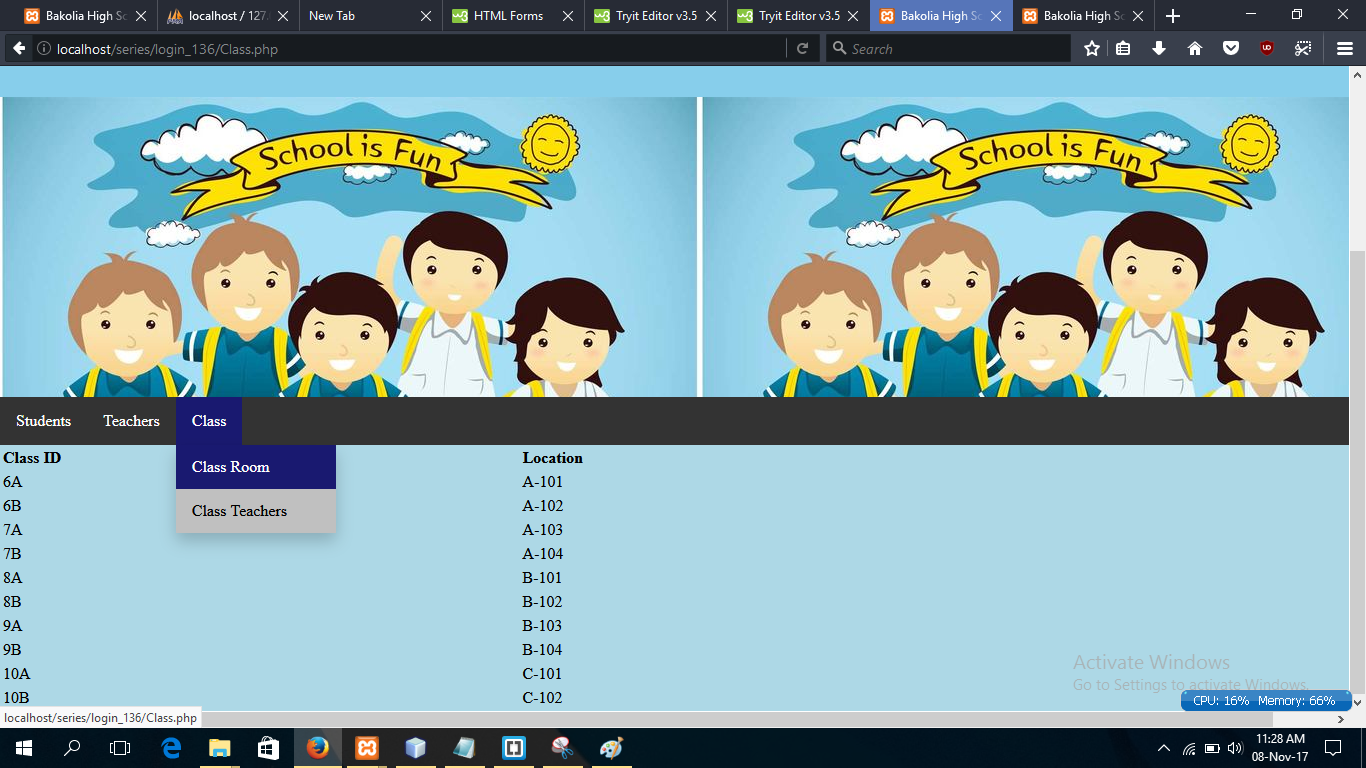 Bakolia High Sc
localhost / 127.
New Tab
HTML Forms
Tryit Editor v3.5
Tryit Editor v3.5
Bakolia High Sc
Bakolia High Sc
localhost/series/login_136/Class.php
Search
School is Fun
School is Fun
Students Teachers Class
Class Room
Class Teachers
Class ID Location
6A A-101
6B A-102
7A A-103
7B A-104
8A B-101
8B B-102
9A B-103
9B B-104
10A C-101
10B C-102
Activate Windows
Go to Settings to activate Windows.
CPU: 16% Memory: 66%
localhost/series/login_136/Class.php
11:28 AM
08-Nov-17